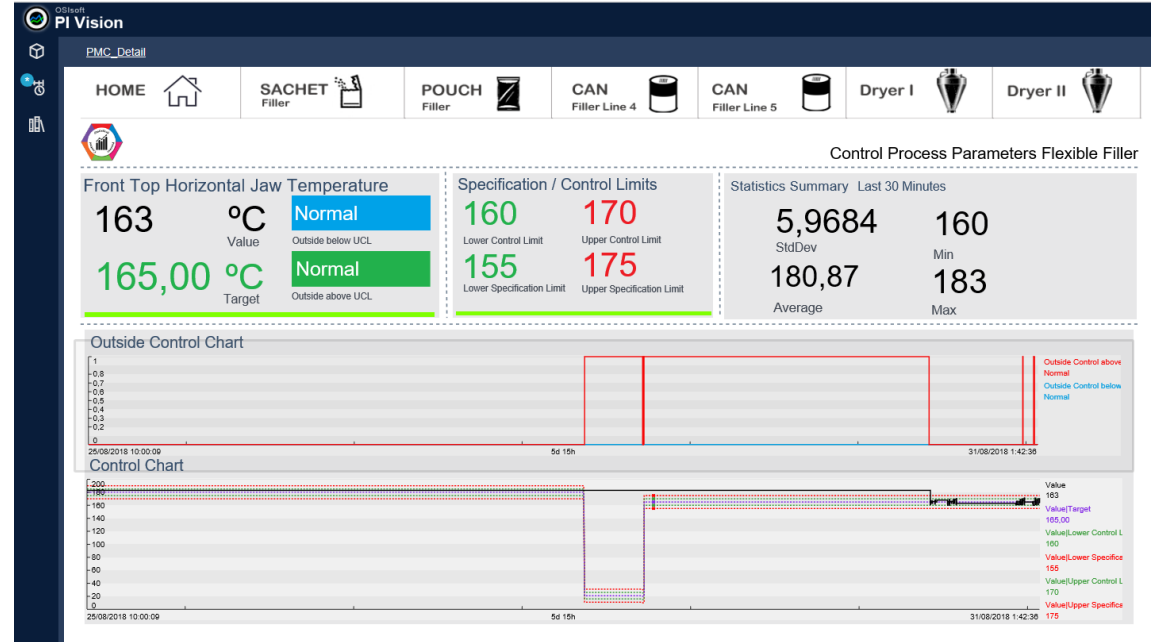 OSIsoft
PI Vision
PMC_Detail
HOME
SACHET
Filler
POUCH
Filler
CAN
Filler Line 4
CAN
Filler Line 5
Dryer I
Dryer II
Control Process Parameters Flexible Filler
Front Top Horizontal Jaw Temperature
163 ºC
Value
Normal
Outside below UCL
165,00 ºC
Target
Normal
Outside above UCL
Specification / Control Limits
160 170
Lower Control Limit Upper Control Limit
155 175
Lower Specification Limit Upper Specification Limit
Statistics Summary Last 30 Minutes
5,9684 160
StdDev Min
180,87 183
Average Max
Outside Control Chart
1
0,8
0,7
0,6
0,5
0,4
0,3
0,2
0
25/08/2018 10:00:09 5d 15h 31/08/2018 1:42:36
Outside Control above
Normal
Outside Control below
Normal
Control Chart
200
180
160
140
120
100
80
60
40
20
0
25/08/2018 10:00:09 5d 15h 31/08/2018 1:42:36
Value
163
Value|Target
165,00
Value|Lower Control L
160
Value|Lower Specifica
155
Value|Upper Control L
170
Value|Upper Specifica
175